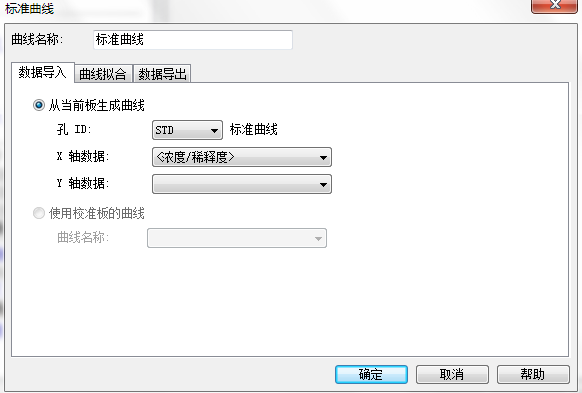 标准曲线
曲线名称: 标准曲线
数据导入 曲线拟合 数据导出
从当前板生成曲线
孔 ID: STD 标准曲线
X 轴数据: <浓度/稀释度>
Y 轴数据:
使用校准板的曲线
曲线名称:
确定 取消 帮助